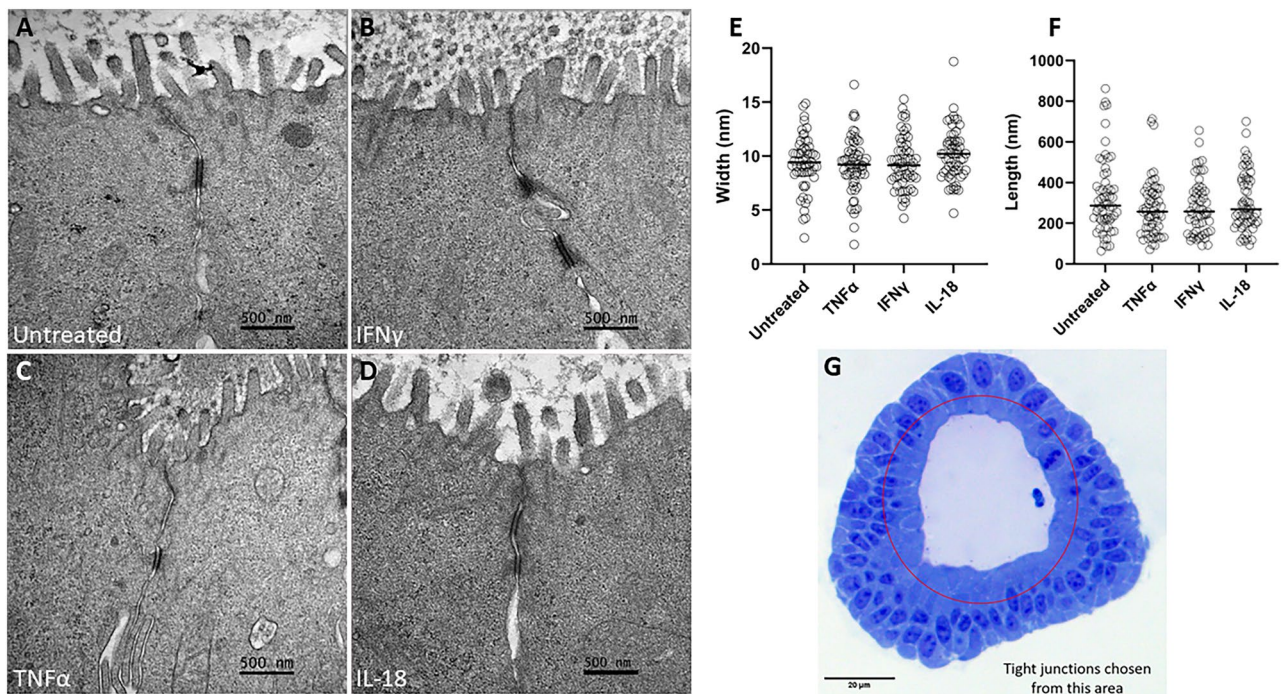 A
Untreated
500 nm
B
IFNγ
500 nm
C
TNFα
500 nm
D
IL-18
500 nm
E
Width (nm)
20
15
10
5
0
Untreated
TNFα
IFNγ
IL-18
F
Length (nm)
1000
800
600
400
200
0
Untreated
TNFα
IFNγ
IL-18
G
20 µm
Tight junctions chosen
from this area